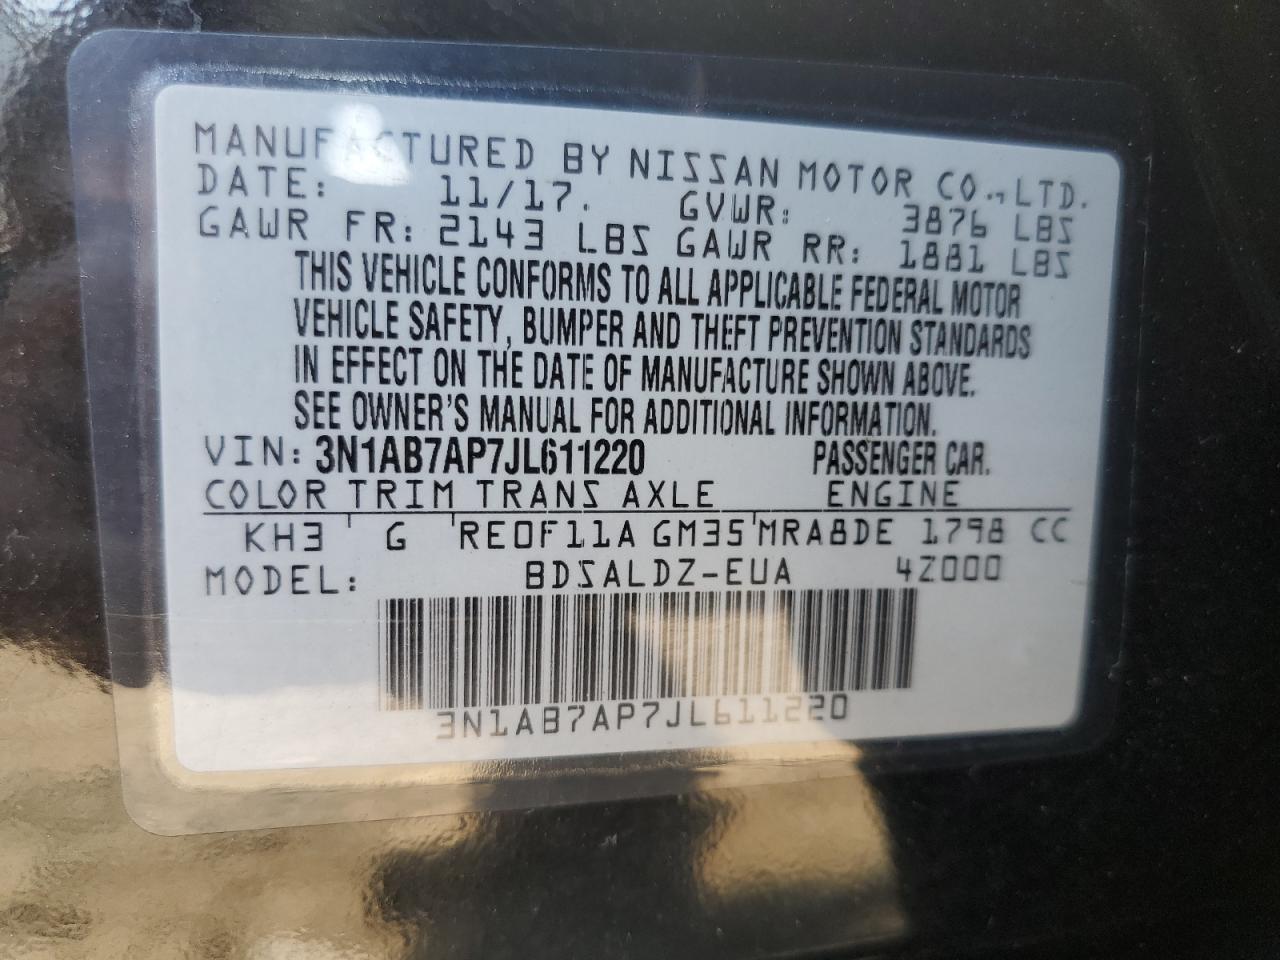 MANUFACTURED BY NISSAN MOTOR CO., LTD.
DATE: 11/17. GVWR: 3876 LBS
GAWR FR: 2143 LBS GAWR RR: 1881 LBS
THIS VEHICLE CONFORMS TO ALL APPLICABLE FEDERAL MOTOR
VEHICLE SAFETY, BUMPER AND THEFT PREVENTION STANDARDS
IN EFFECT ON THE DATE OF MANUFACTURE SHOWN ABOVE.
SEE OWNER'S MANUAL FOR ADDITIONAL INFORMATION.
VIN: 3N1AB7AP7JL611220 PASSENGER CAR.
COLOR TRIM TRANS AXLE ENGINE
KH3 G RE0F11A GM35 MRA8DE 1798 CC
MODEL: BDSALDZ-EUA 4Z000
3N1AB7AP7JL611220